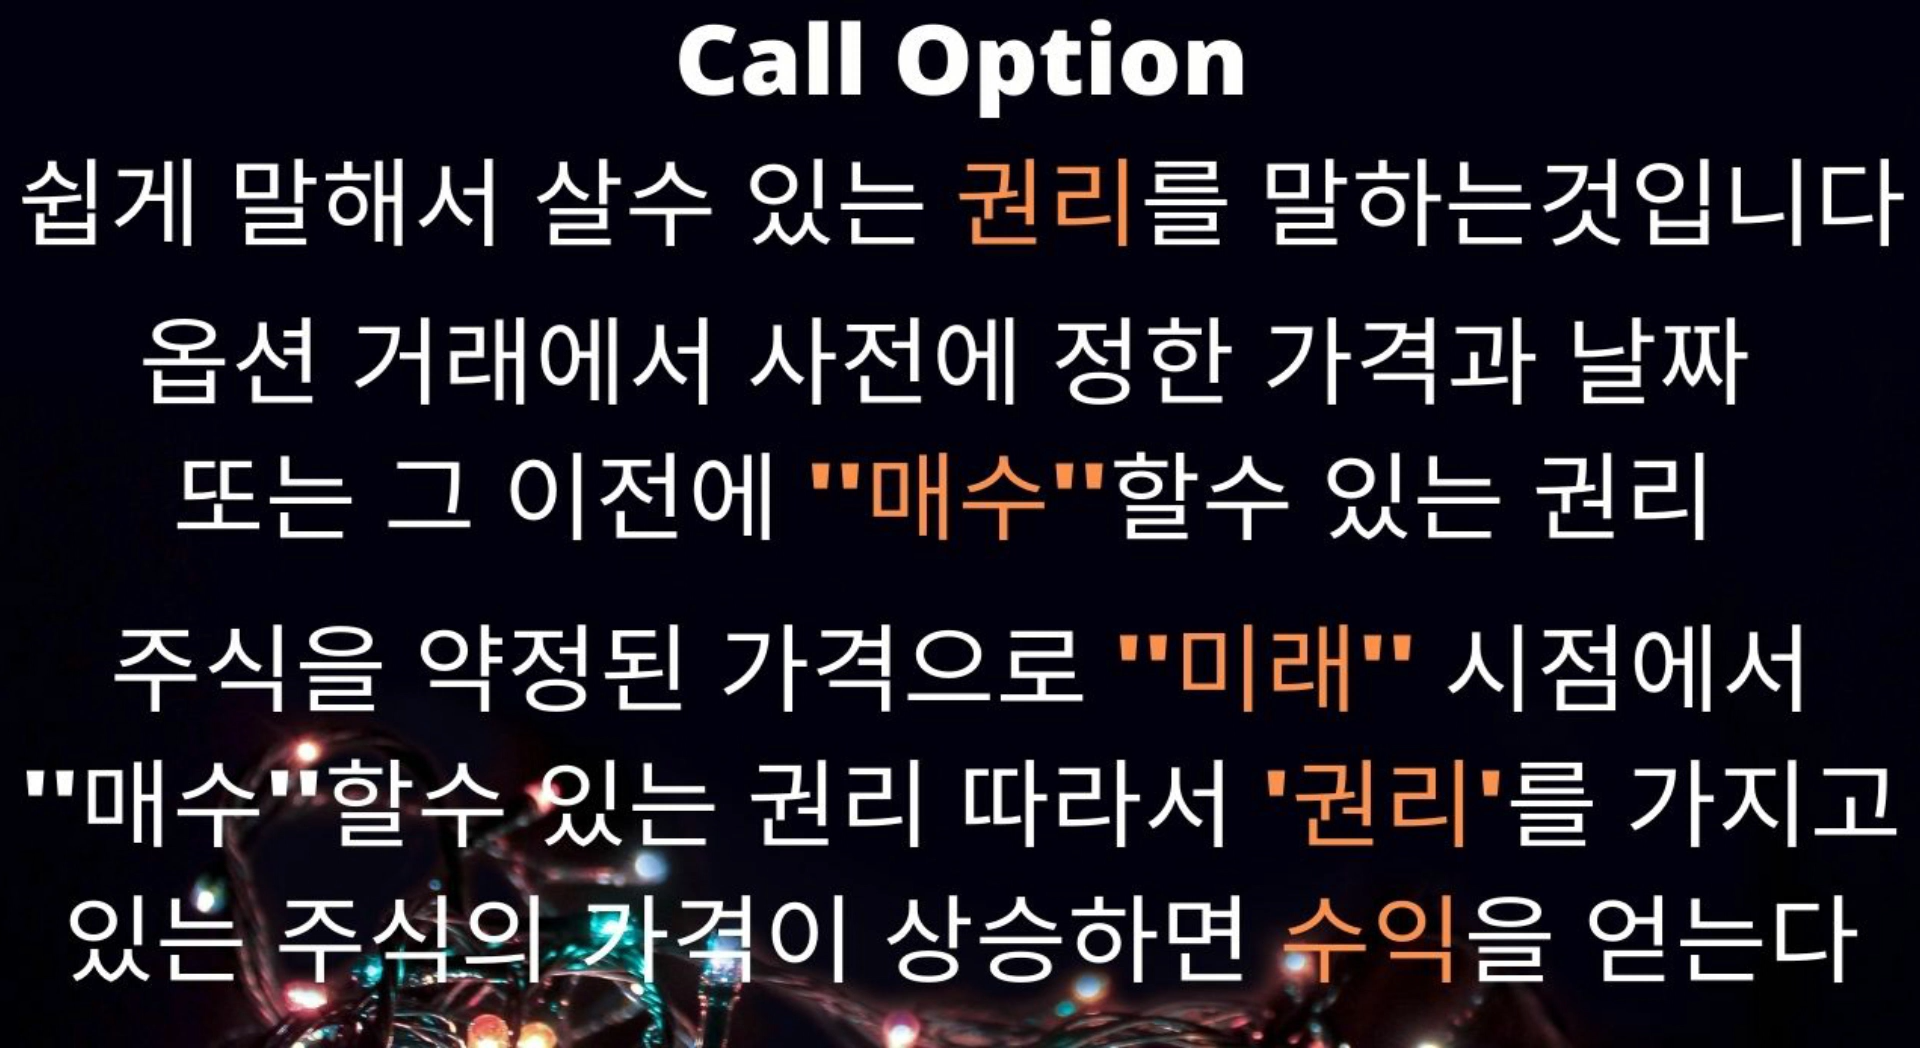 Call Option
쉽게 말해서 살수 있는 권리를 말하는것입니다
옵션 거래에서 사전에 정한 가격과 날짜
또는 그 이전에 "매수"할수 있는 권리
주식을 약정된 가격으로 "미래" 시점에서
"매수"할수 있는 권리 따라서 '권리'를 가지고
있는 주식의 가격이 상승하면 수익을 얻는다